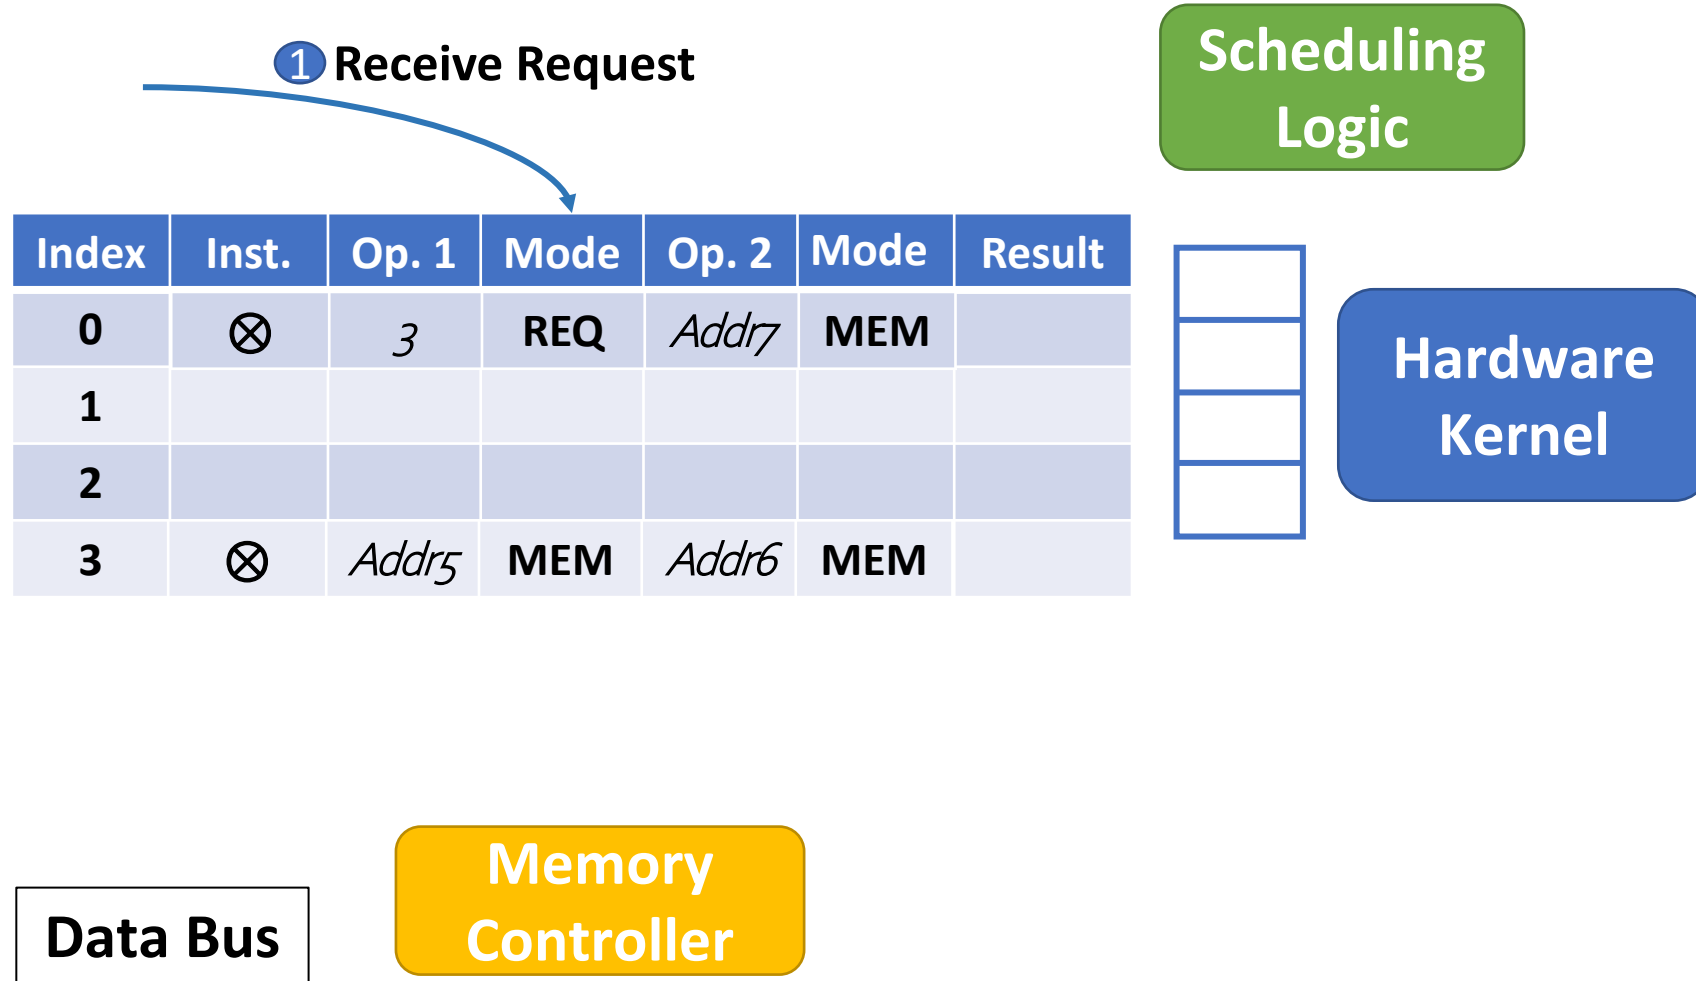 1 Receive Request
Scheduling
Logic
Index Inst. Op. 1 Mode Op. 2 Mode Result
0 ⊗ 3 REQ Addr7 MEM
1
2
3 ⊗ Addr5 MEM Addr6 MEM
Hardware
Kernel
Memory
Controller
Data Bus